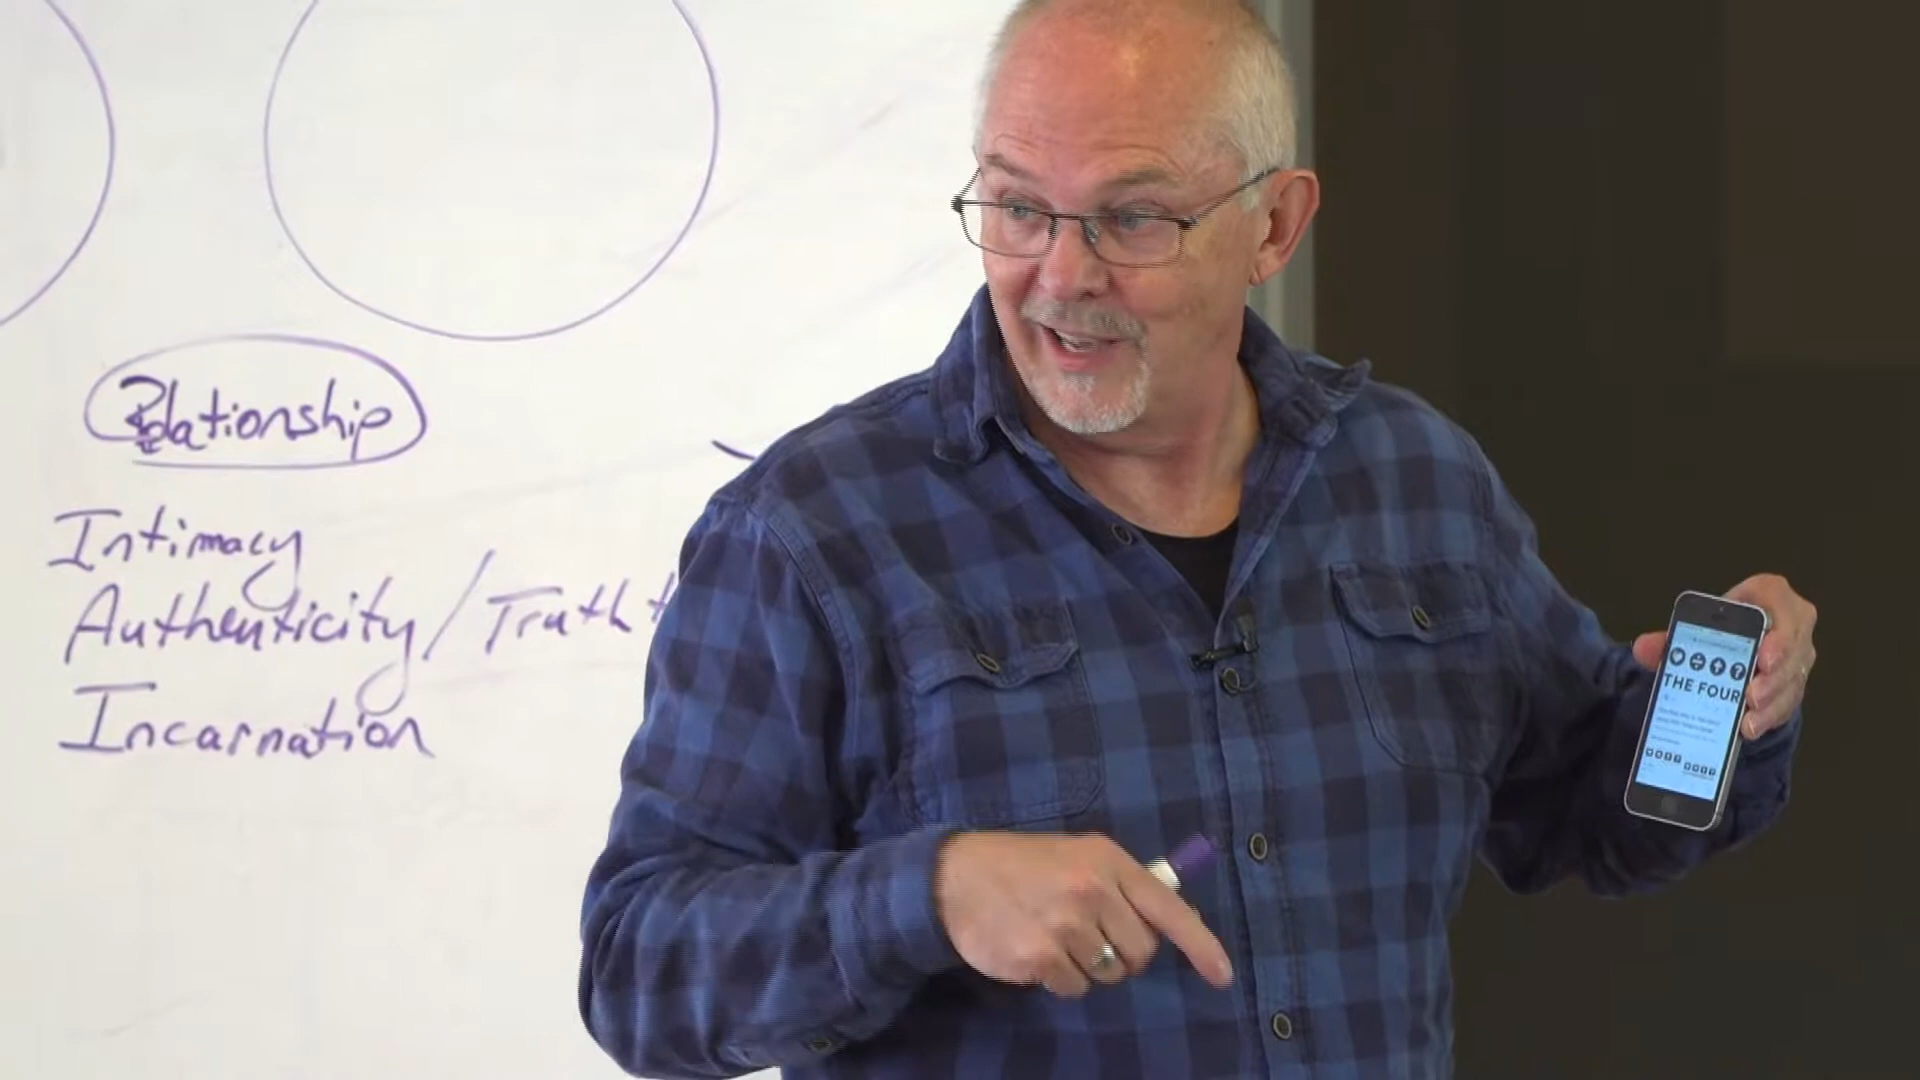 Relationship
Intimacy
Authenticity/Truth
Incarnation
THE FOUR